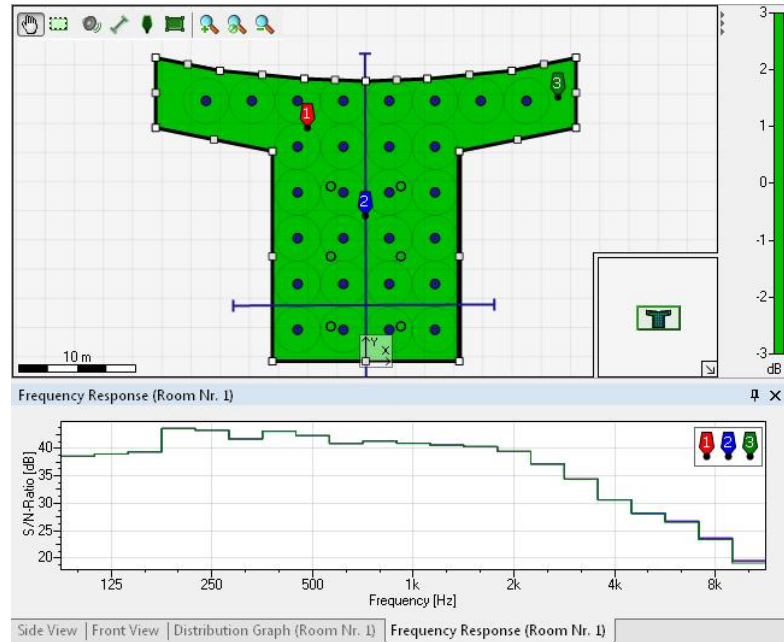 3
2
1
0
-1
-2
-3
dB
1
2
3
10 m
Y
X
Frequency Response (Room Nr. 1)
S/N-Ratio [dB]
40
35
30
25
20
1 2 3
125 250 500 1k 2k 4k 8k
Frequency [Hz]
Side View | Front View | Distribution Graph (Room Nr. 1) | Frequency Response (Room Nr. 1)